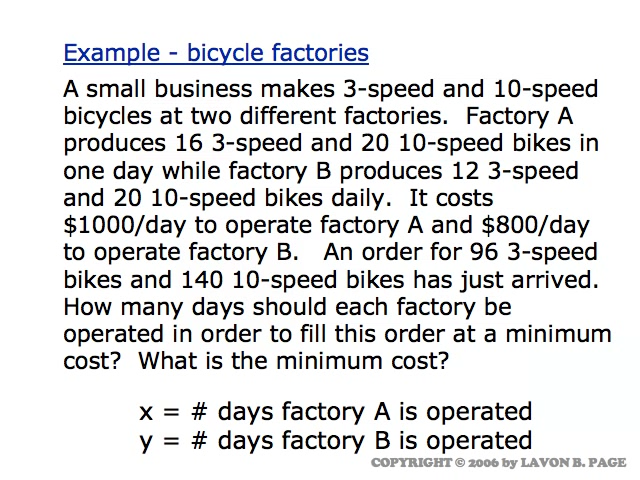 Example - bicycle factories
A small business makes 3-speed and 10-speed
bicycles at two different factories.  Factory A
produces 16 3-speed and 20 10-speed bikes in
one day while factory B produces 12 3-speed
and 20 10-speed bikes daily.  It costs
$1000/day to operate factory A and $800/day
to operate factory B.   An order for 96 3-speed
bikes and 140 10-speed bikes has just arrived.
How many days should each factory be
operated in order to fill this order at a minimum
cost?  What is the minimum cost?
x = # days factory A is operated
y = # days factory B is operated
COPYRIGHT © 2006 by LAVON B. PAGE